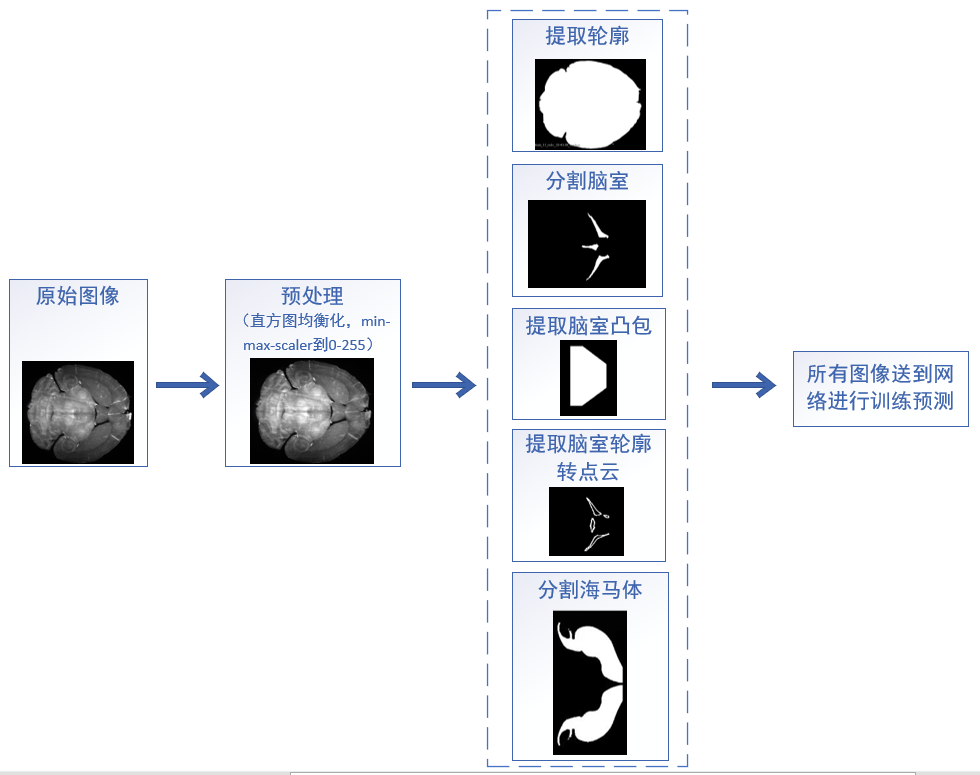 原始图像
预处理
（直方图均衡化，min-
max-scaler到0-255）
提取轮廓
分割脑室
提取脑室凸包
提取脑室轮廓
转点云
分割海马体
所有图像送到网
络进行训练预测